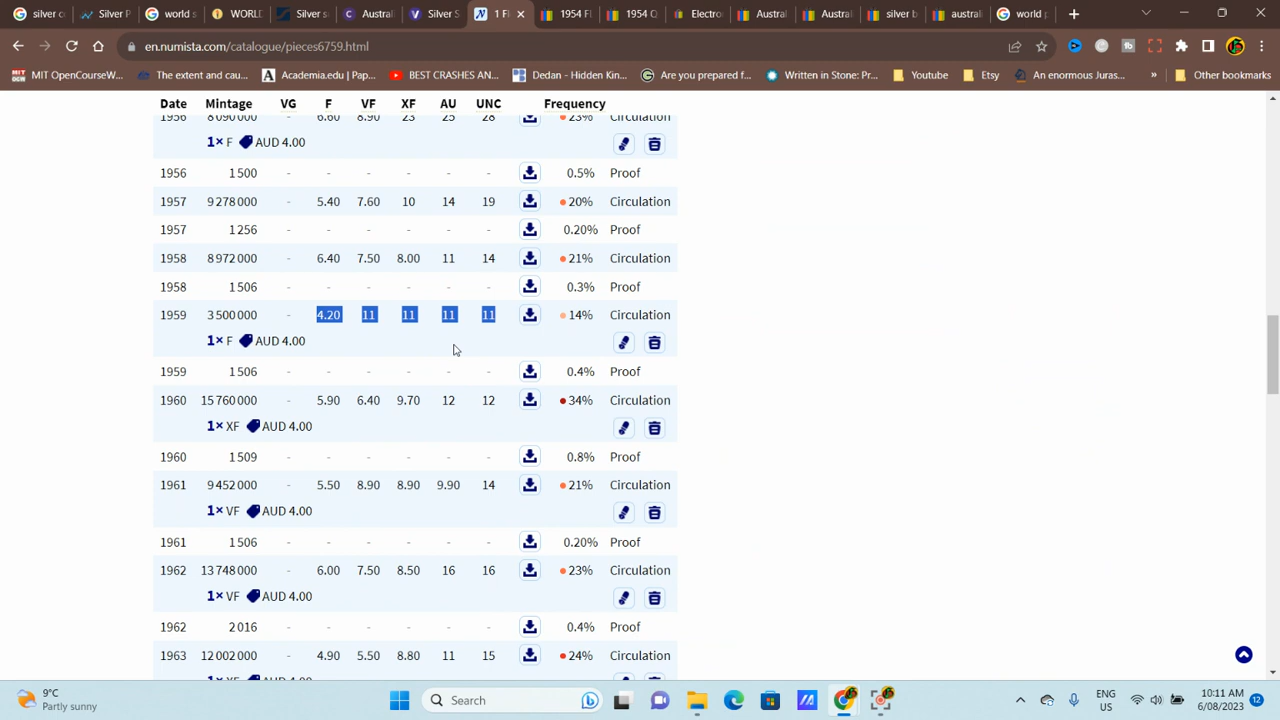 Silver c
Silver P
world s
WORL
Silver s
Austral
Silver S
1 Fl
1954 Fl
1954 O
Electro
Austral
Austral
silver b
austral
world p
en.numista.com/catalogue/pieces6759.html
MIT OpenCourseW...
The extent and cau...
Academia.edu | Pap...
BEST CRASHES AN...
Dedan - Hidden Kin...
Are you prepared f...
Written in Stone: Pr...
Youtube
Etsy
An enormous Juras...
»
Other bookmarks
Date Mintage VG F VF XF AU UNC Frequency
1956 8 090 000 - 6.60 8.90 23 25 28 23% Circulation
1× F AUD 4.00
1956 1 500 - - - - - - 0.5% Proof
1957 9 278 000 - 5.40 7.60 10 14 19 20% Circulation
1957 1 256 - - - - - - 0.20% Proof
1958 8 972 000 - 6.40 7.50 8.00 11 14 21% Circulation
1958 1 506 - - - - - - 0.3% Proof
1959 3 500 000 - 4.20 11 11 11 11 14% Circulation
1× F AUD 4.00
1959 1 506 - - - - - - 0.4% Proof
1960 15 760 000 - 5.90 6.40 9.70 12 12 34% Circulation
1× XF AUD 4.00
1960 1 509 - - - - - - 0.8% Proof
1961 9 452 000 - 5.50 8.90 8.90 9.90 14 21% Circulation
1× VF AUD 4.00
1961 1 506 - - - - - - 0.20% Proof
1962 13 748 000 - 6.00 7.50 8.50 16 16 23% Circulation
1× VF AUD 4.00
1962 2 016 - - - - - - 0.4% Proof
1963 12 002 000 - 4.90 5.50 8.80 11 15 24% Circulation
9°C
Partly sunny
Search
ENG
US
10:11 AM
6/08/2023
12